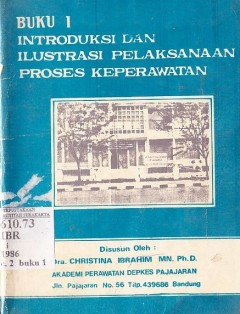 BUKU 1
INTRODUKSI DAN
ILUSTRASI PELAKSANAAN
PROSES KEPERAWATAN
610.73
IBR
i
1986
c. 2 buku 1
Disusun Oleh :
Dra. CHRISTINA IBRAHIM MN. Ph.D.
AKADEMI PERAWATAN DEPKES PAJAJARAN
Jln. Pajajaran No. 56 Tilp. 439686 Bandung